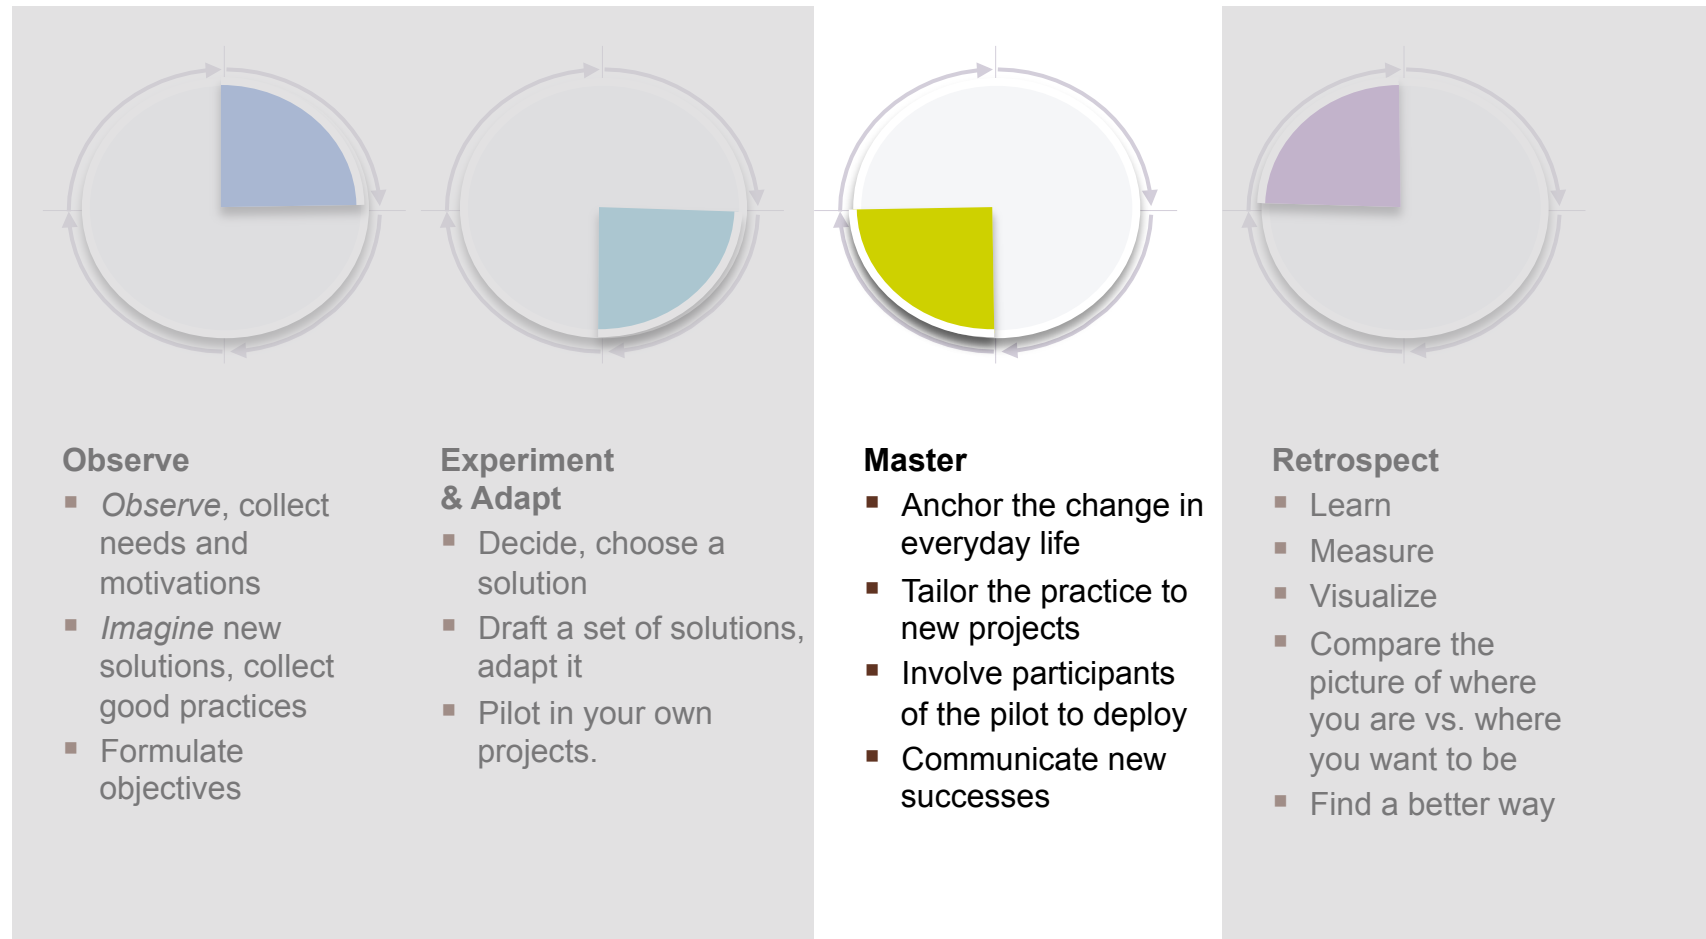 Observe
▪ Observe, collect
needs and
motivations
▪ Imagine new
solutions, collect
good practices
▪ Formulate
objectives
Experiment
& Adapt
▪ Decide, choose a
solution
▪ Draft a set of solutions,
adapt it
▪ Pilot in your own
projects.
Master
▪ Anchor the change in
everyday life
▪ Tailor the practice to
new projects
▪ Involve participants
of the pilot to deploy
▪ Communicate new
successes
Retrospect
▪ Learn
▪ Measure
▪ Visualize
▪ Compare the
picture of where
you are vs. where
you want to be
▪ Find a better way